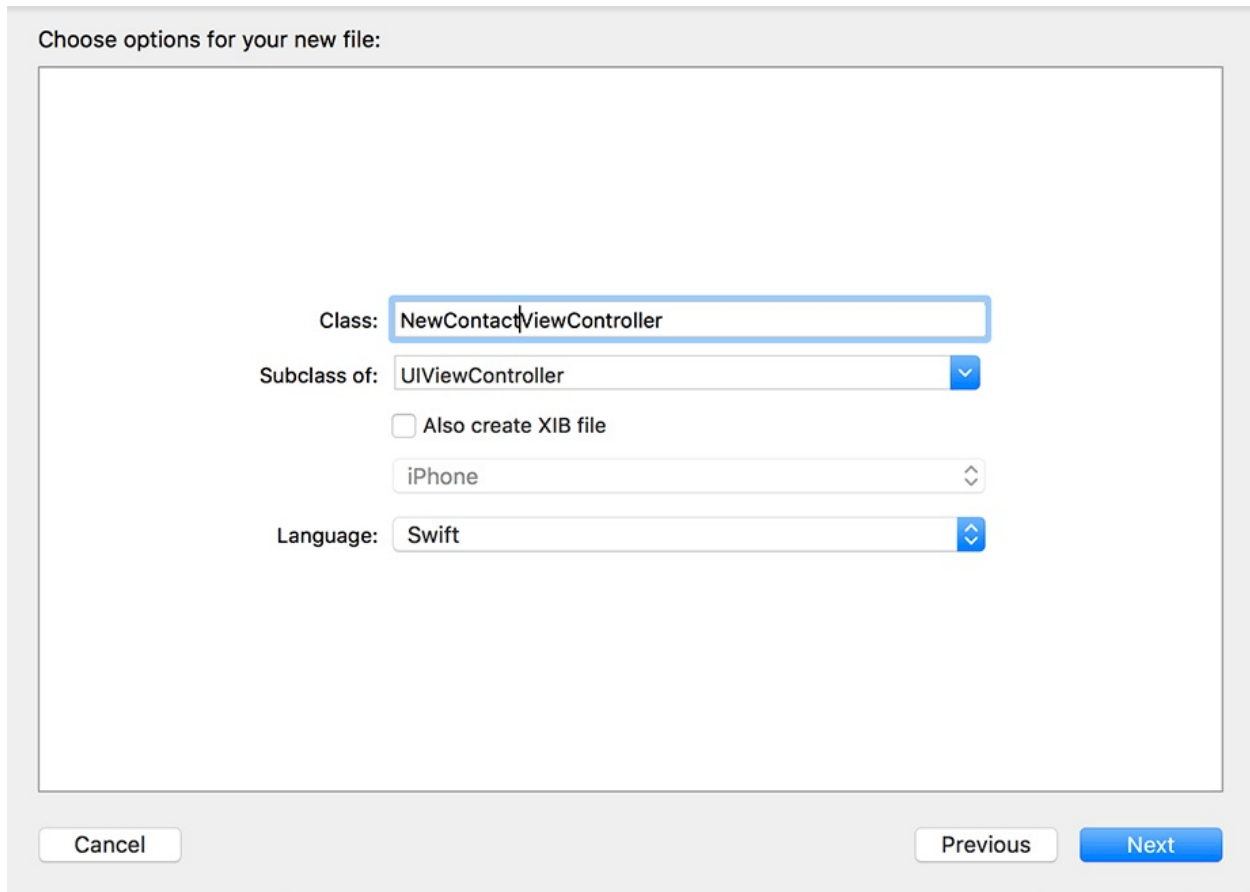 Choose options for your new file:
Class: NewContactViewController
Subclass of: UIViewController
Also create XIB file
iPhone
Language: Swift
Cancel Previous Next